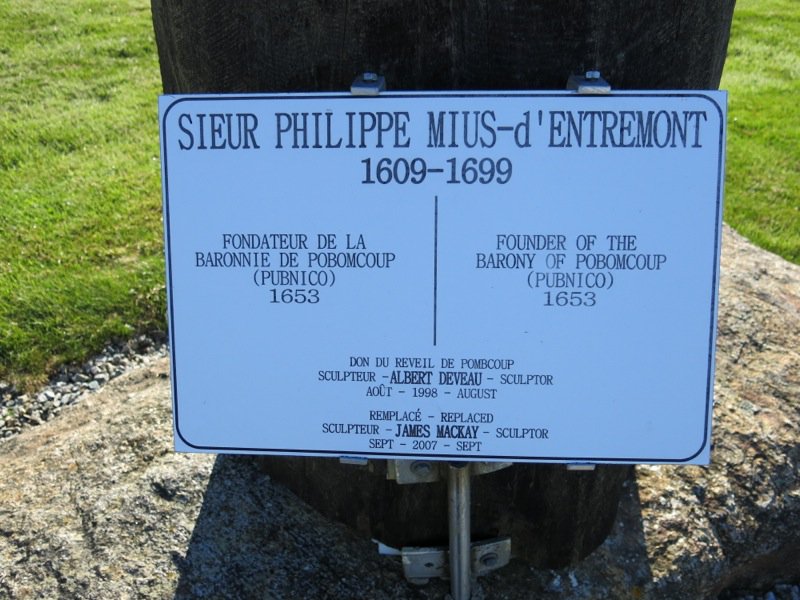 SIEUR PHILIPPE MIUS-d'ENTREMONT
1609-1699
FONDATEUR DE LA
BARONNIE DE POBOMCOUP
(PUBNICO)
1653
FOUNDER OF THE
BARONY OF POBOMCOUP
(PUBNICO)
1653
DON DU REVEIL DE POMBCOUP
SCULPTEUR - ALBERT DEVEAU - SCULPTOR
AOÛT - 1998 - AUGUST
REMPLACÉ - REPLACED
SCULPTEUR - JAMES MACKAY - SCULPTOR
SEPT - 2007 - SEPT